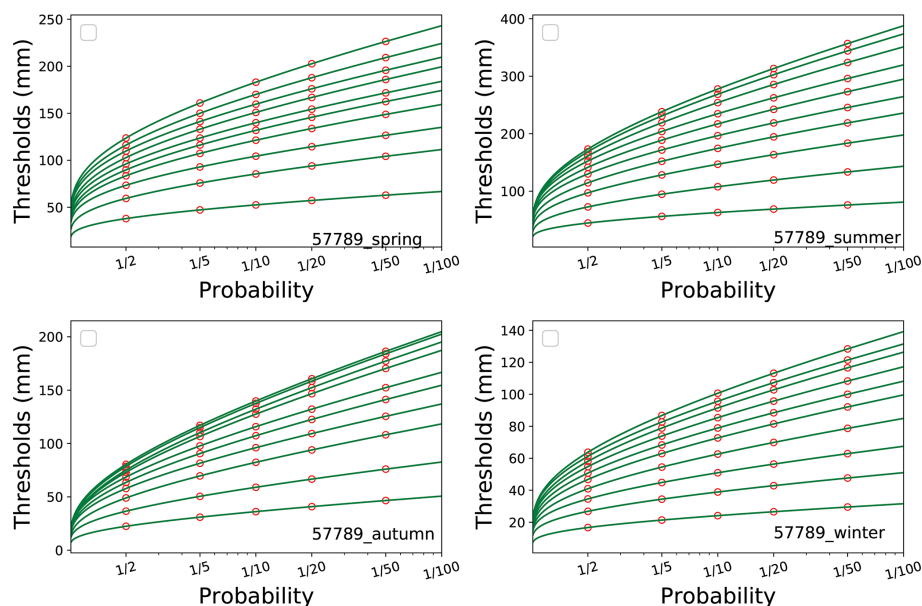 250
200
150
100
50
Thresholds (mm)
57789_spring
1/2 1/5 1/10 1/20 1/50 1/100
Probability
400
300
200
100
Thresholds (mm)
57789_summer
1/2 1/5 1/10 1/20 1/50 1/100
Probability
200
150
100
50
0
Thresholds (mm)
57789_autumn
1/2 1/5 1/10 1/20 1/50 1/100
Probability
140
120
100
80
60
40
20
Thresholds (mm)
57789_winter
1/2 1/5 1/10 1/20 1/50 1/100
Probability